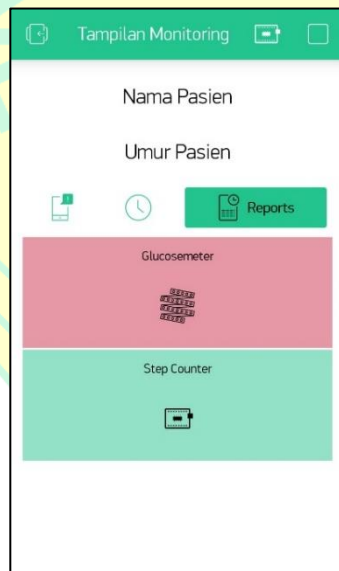 Tampilan Monitoring
Nama Pasien
Umur Pasien
Reports
Glucosemeter
Step Counter